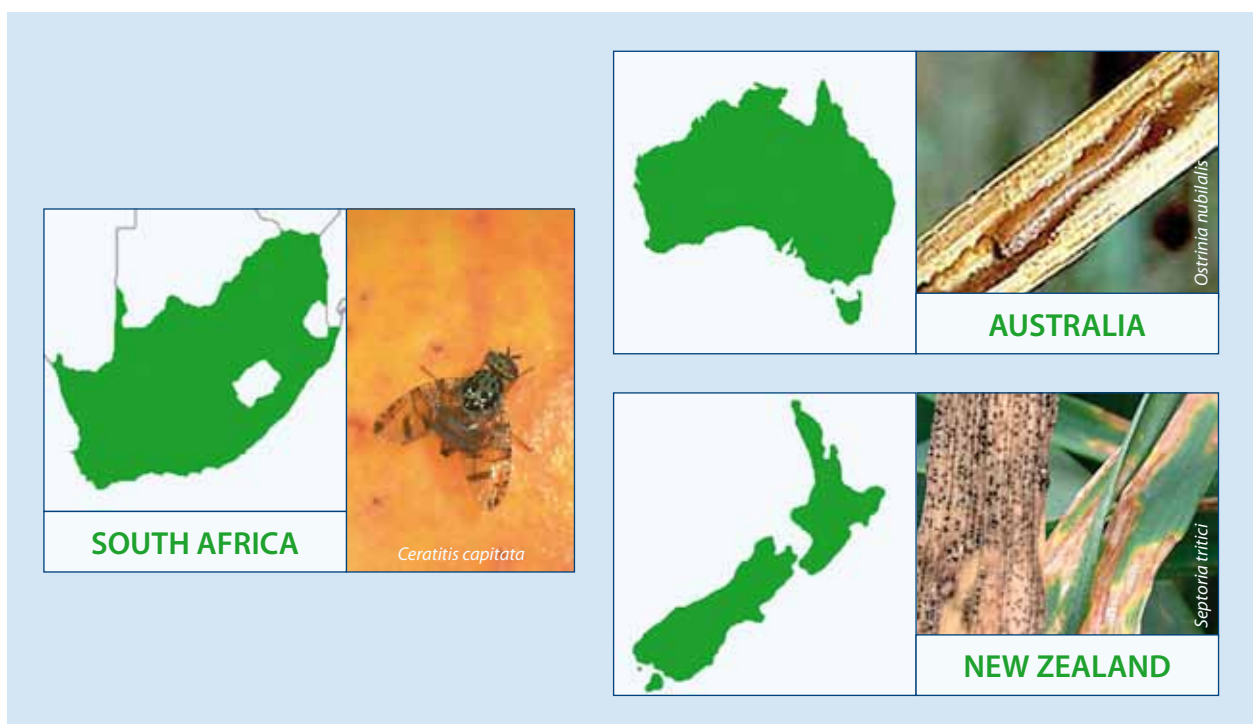 SOUTH AFRICA
Ceratitis capitata
Ostrinia nubilalis
AUSTRALIA
Septoria tritici
NEW ZEALAND